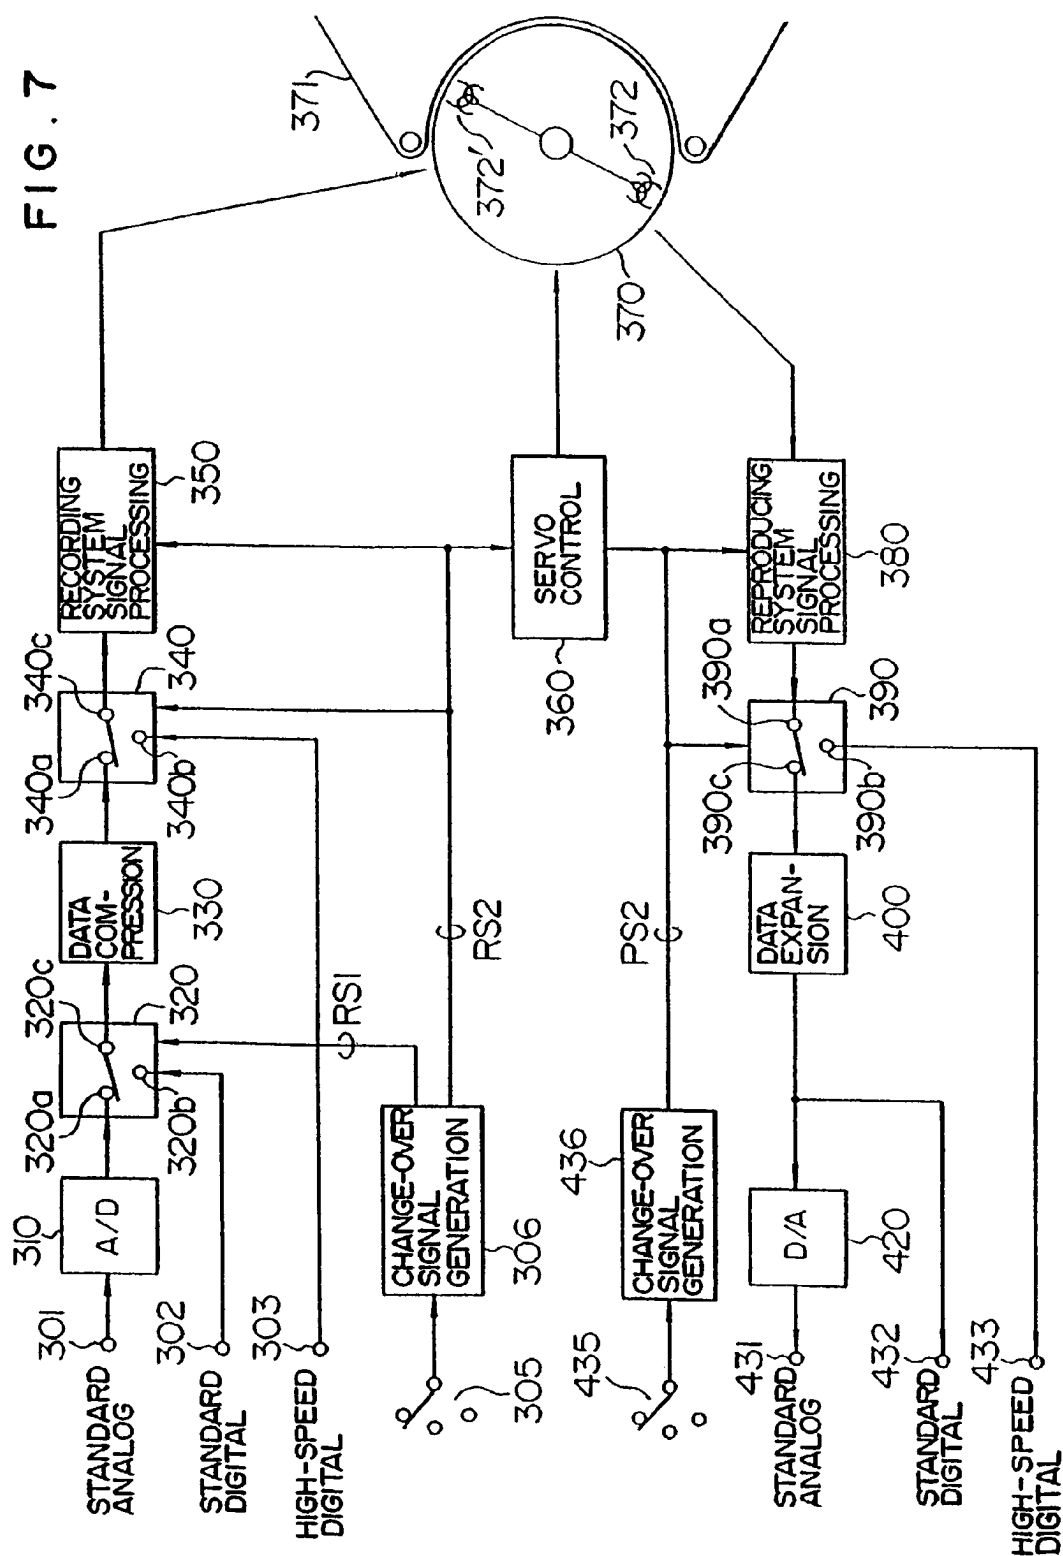 FIG. 7
STANDARD
ANALOG
301
310
A/D
320a
320c
320b
320
DATA
COM-
PRESSION
330
340a
340c
340b
340
RECORDING
SYSTEM
SIGNAL
PROCESSING
350
371
372'
372
370
STANDARD
DIGITAL
302
HIGH-SPEED
DIGITAL
303
RS1
305
CHANGE-OVER
SIGNAL
GENERATION
306
RS2
SERVO
CONTROL
360
435
CHANGE-OVER
SIGNAL
GENERATION
436
PS2
STANDARD
ANALOG
431
D/A
420
DATA
EXPAN-
SION
400
390c
390a
390b
390
REPRODUCING
SYSTEM
SIGNAL
PROCESSING
380
STANDARD
DIGITAL
432
HIGH-SPEED
DIGITAL
433